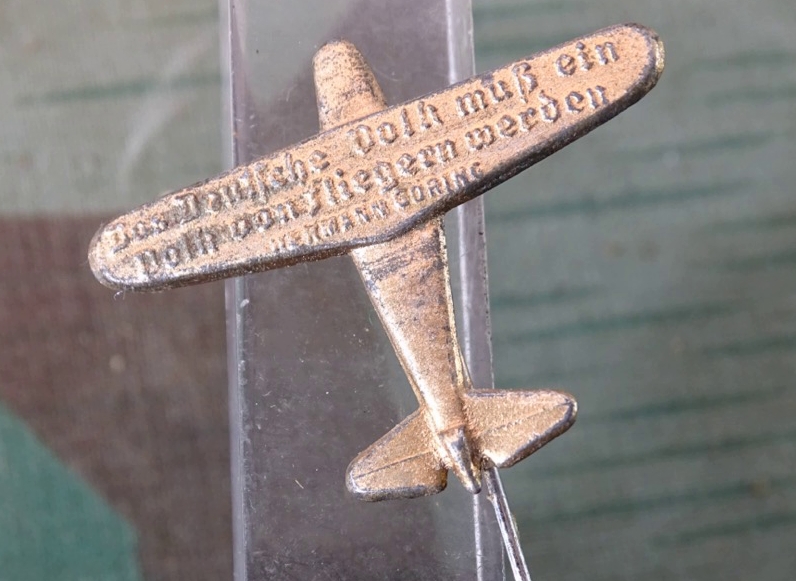 Das Deutsche Volk muß ein
Volk von Fliegern werden
HERMANN GÖRING